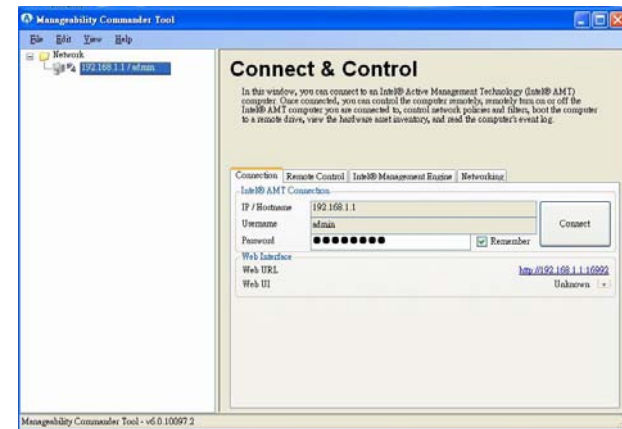 Manageability Commander Tool
File Edit View Help
Network
192.168.1.1 / admin
Connect & Control
In this window, you can connect to an Intel® Active Management Technology (Intel® AMT)
computer. Once connected, you can control the computer remotely, remotely turn on or off the
Intel® AMT computer you are connected to, control network policies and filters, boot the computer
to a remote drive, view the hardware asset inventory, and read the computer's event log.
Connection Remote Control Intel® Management Engine Networking
Intel® AMT Connection
IP / Hostname 192.168.1.1
Username admin
Connect
Password ●●●●●●●● Remember
Web Interface
Web URL http://192.168.1.1:16992
Web UI Unknown
Manageability Commander Tool - v6.0.10097.2